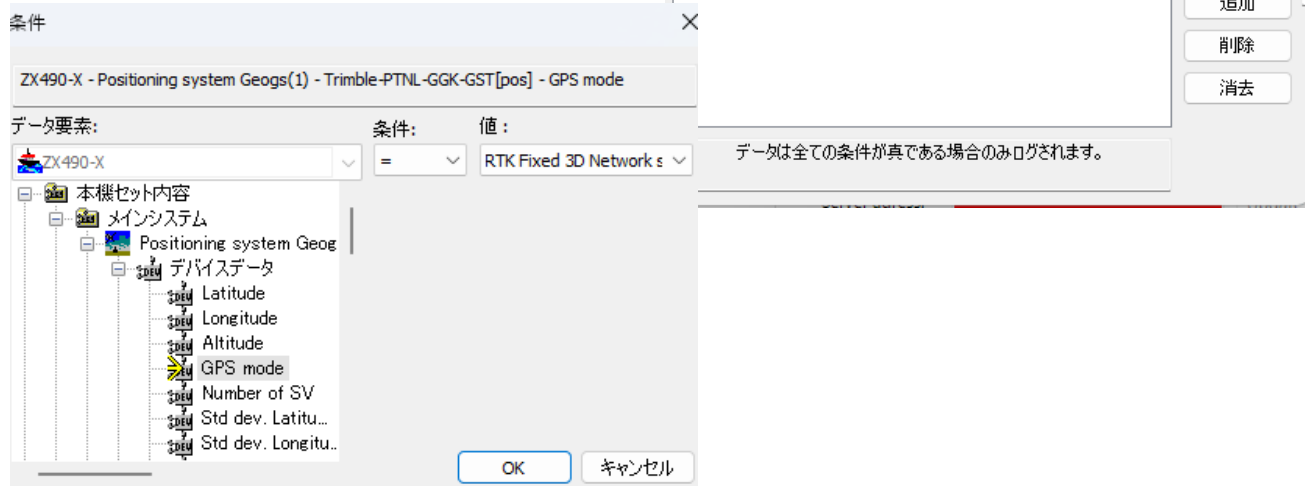 条件
ZX490-X - Positioning system Geogs(1) - Trimble-PTNL-GGK-GST[pos] - GPS mode
データ要素:
条件:
値 :
ZX490-X
=
RTK Fixed 3D Network s
本機セット内容
メインシステム
Positioning system Geog
デバイスデータ
Latitude
Longitude
Altitude
GPS mode
Number of SV
Std dev. Latitu...
Std dev. Longitu..
OK
キャンセル
追加
削除
消去
データは全ての条件が真である場合のみログされます。